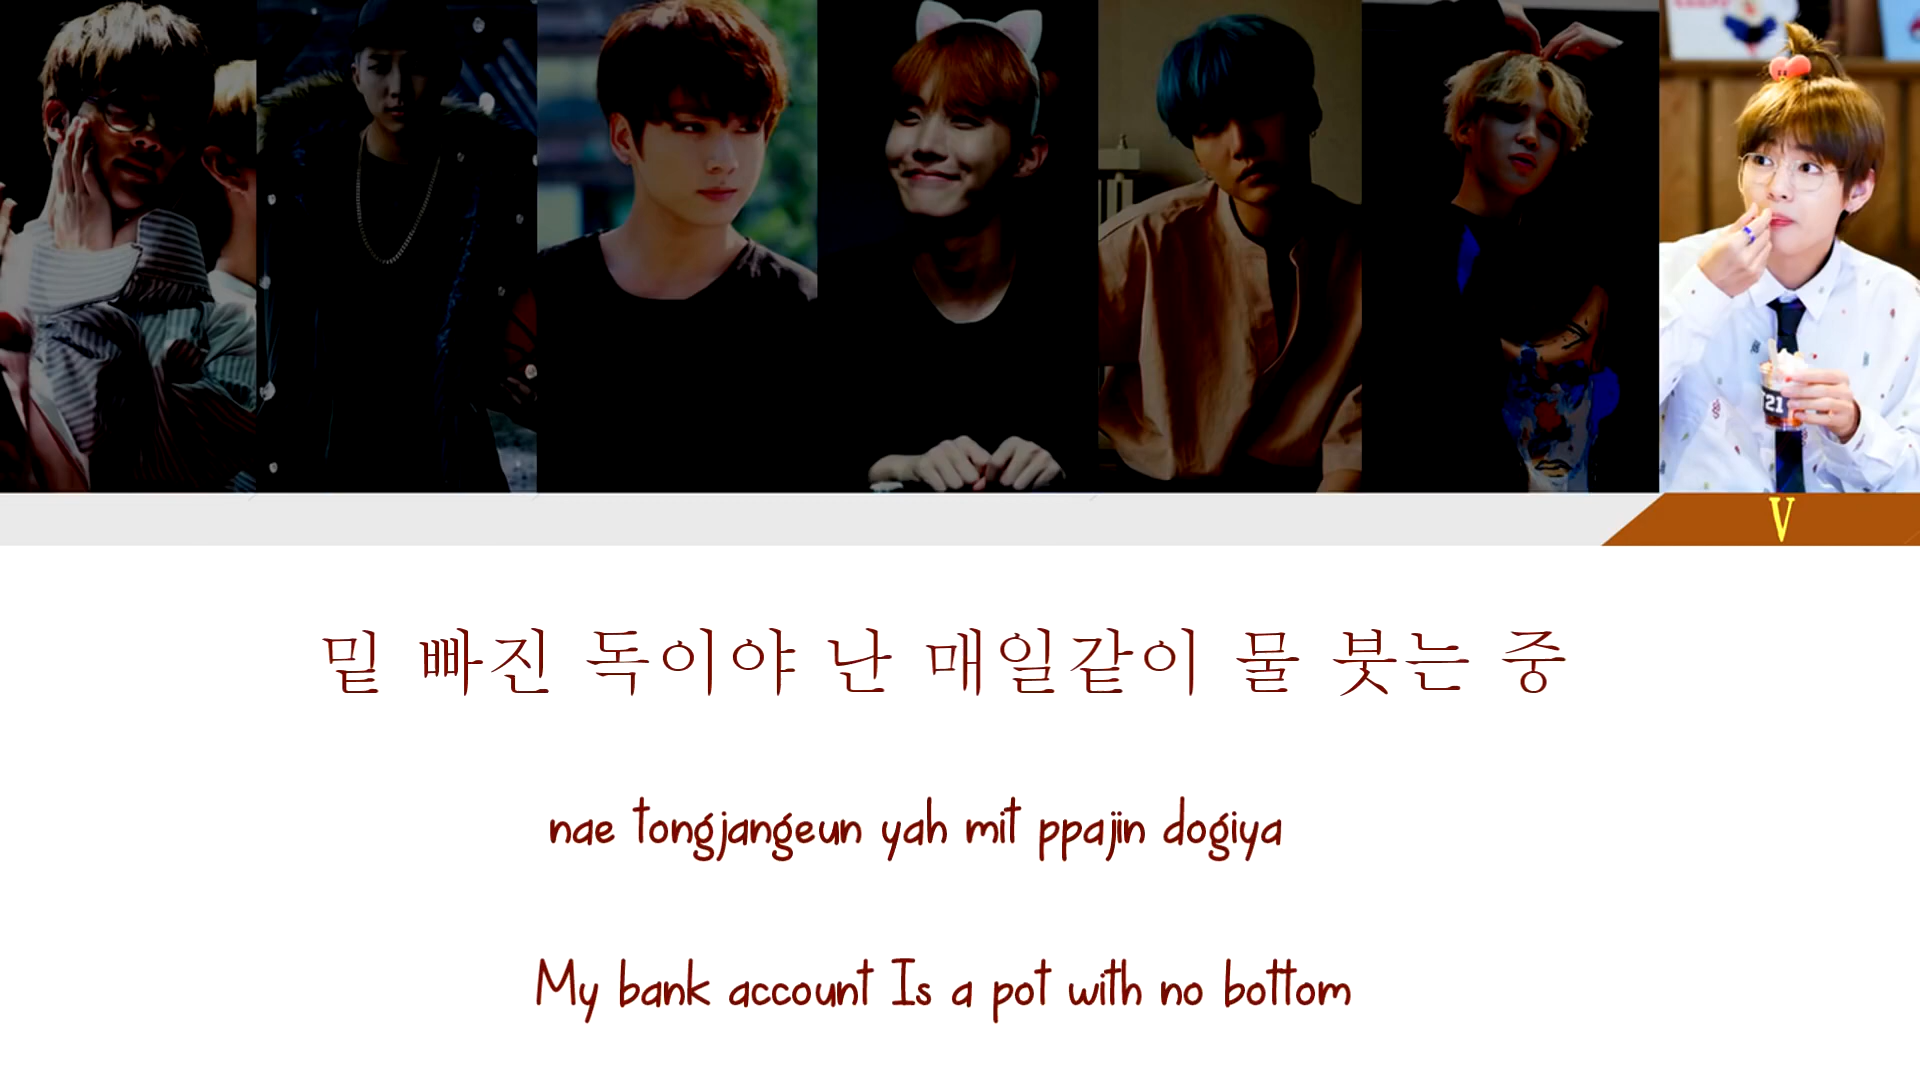 21
V
밑 빠진 독이야 난 매일같이 물 붓는 중
nae tongjangeun yah mit ppajin dogiya
My bank account Is a pot with no bottom